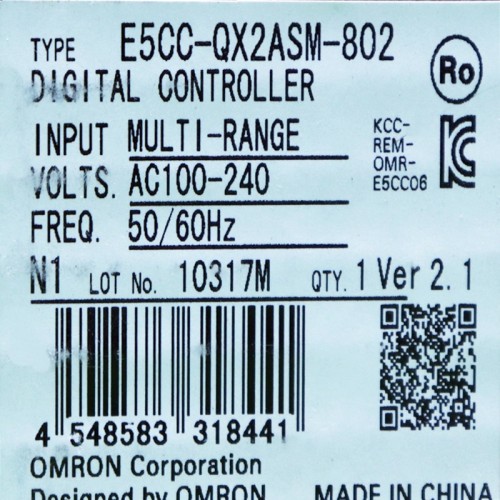 TYPE E5CC-QX2ASM-802
Ro
DIGITAL CONTROLLER
INPUT MULTI-RANGE
KCC-
REM-
OMR-
E5CC06
VOLTS. AC100-240
FREQ. 50/60Hz
N1 LOT No. 10317M QTY. 1 Ver 2.1
4 548583 318441
OMRON Corporation
Designed by OMRON MADE IN CHINA